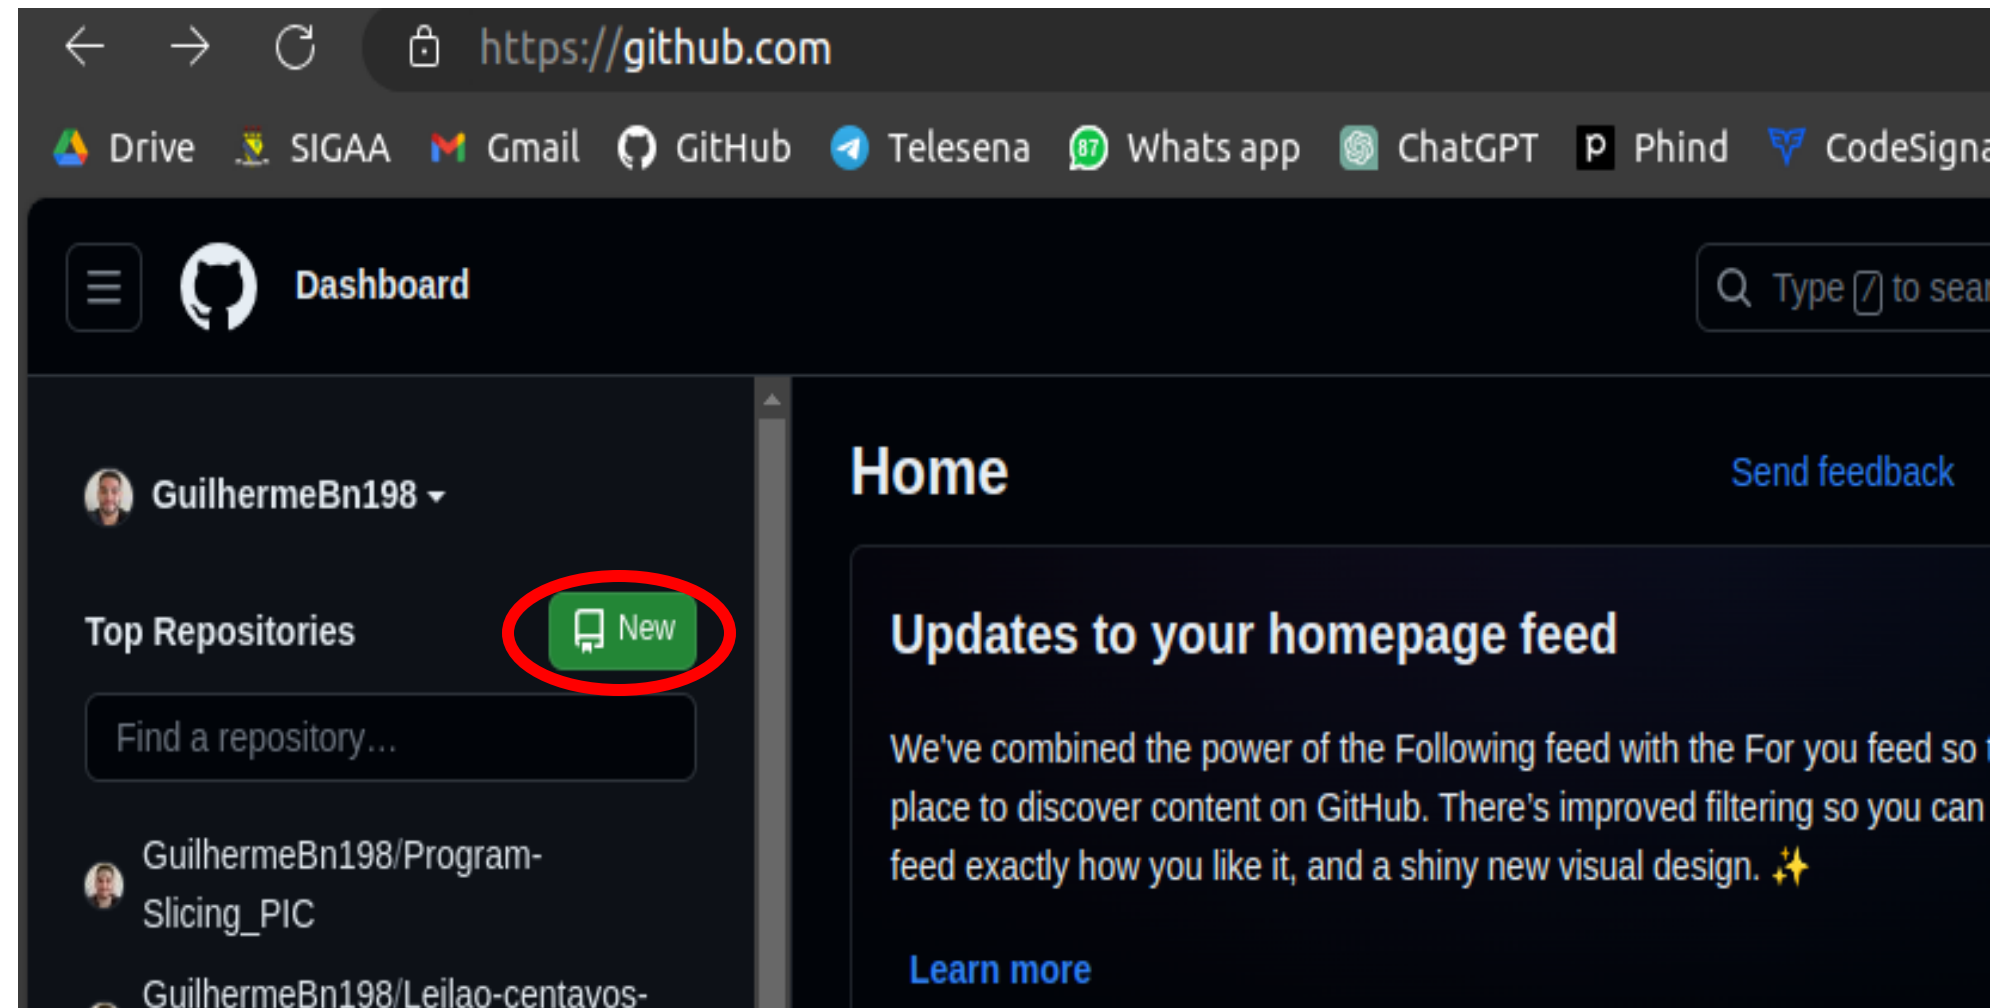 https://github.com
Drive SIGAA Gmail GitHub Telesena 87 Whats app ChatGPT p Phind CodeSigna
Dashboard
Type / to sear
GuilhermeBn198
Home
Send feedback
Top Repositories
New
Find a repository…
GuilhermeBn198/Program-
Slicing_PIC
GuilhermeBn198/Leilao-centavos-
Updates to your homepage feed
We've combined the power of the Following feed with the For you feed so t
place to discover content on GitHub. There's improved filtering so you can
feed exactly how you like it, and a shiny new visual design. ✨
Learn more